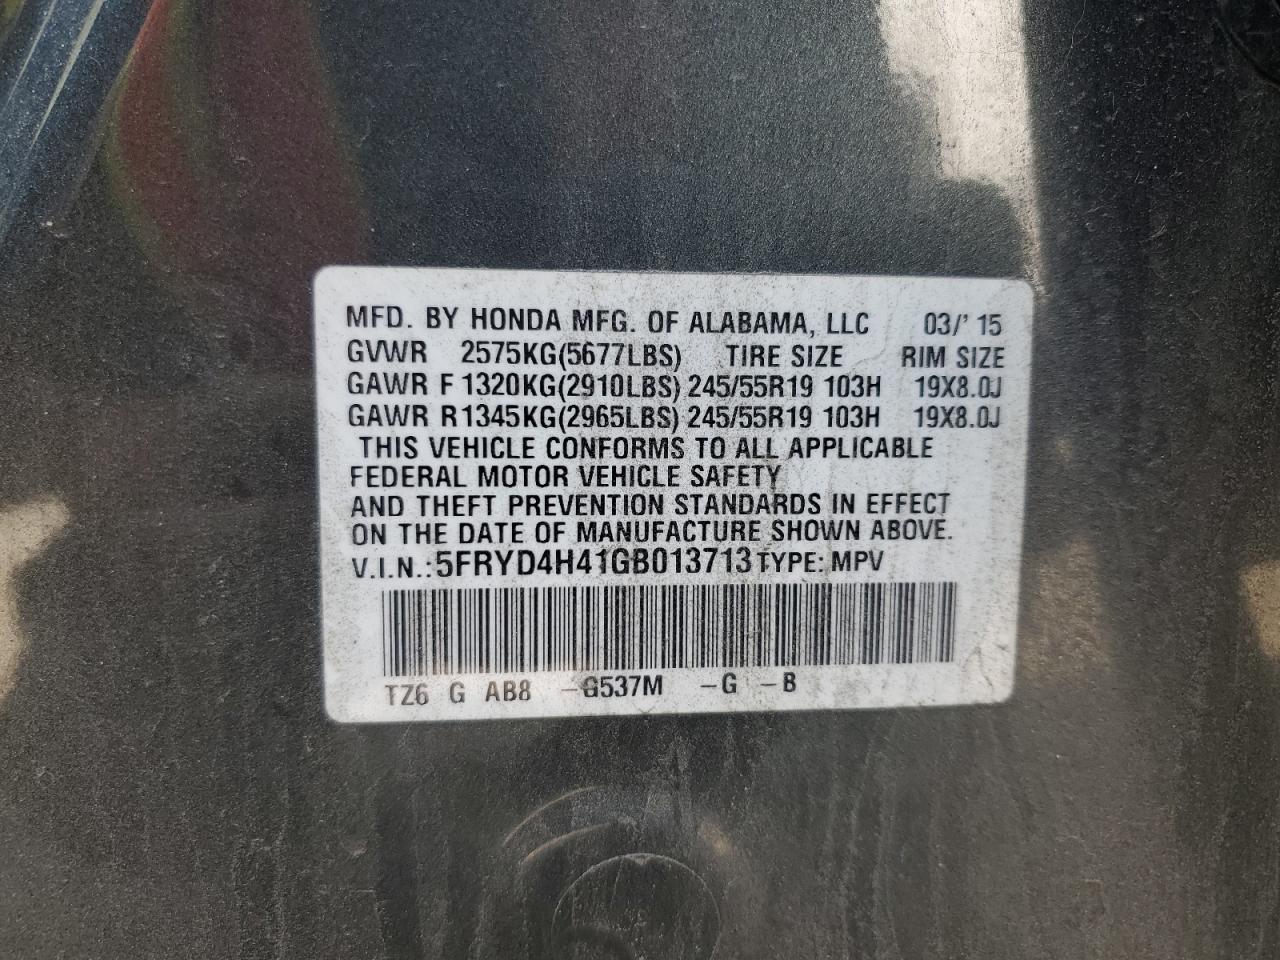 MFD. BY HONDA MFG. OF ALABAMA, LLC 03/' 15
GVWR 2575KG(5677LBS) TIRE SIZE RIM SIZE
GAWR F 1320KG(2910LBS) 245/55R19 103H 19X8.0J
GAWR R1345KG(2965LBS) 245/55R19 103H 19X8.0J
THIS VEHICLE CONFORMS TO ALL APPLICABLE
FEDERAL MOTOR VEHICLE SAFETY
AND THEFT PREVENTION STANDARDS IN EFFECT
ON THE DATE OF MANUFACTURE SHOWN ABOVE.
V.I.N.:5FRYD4H41GB013713 TYPE: MPV
TZ6 G AB8 -G537M -G -B